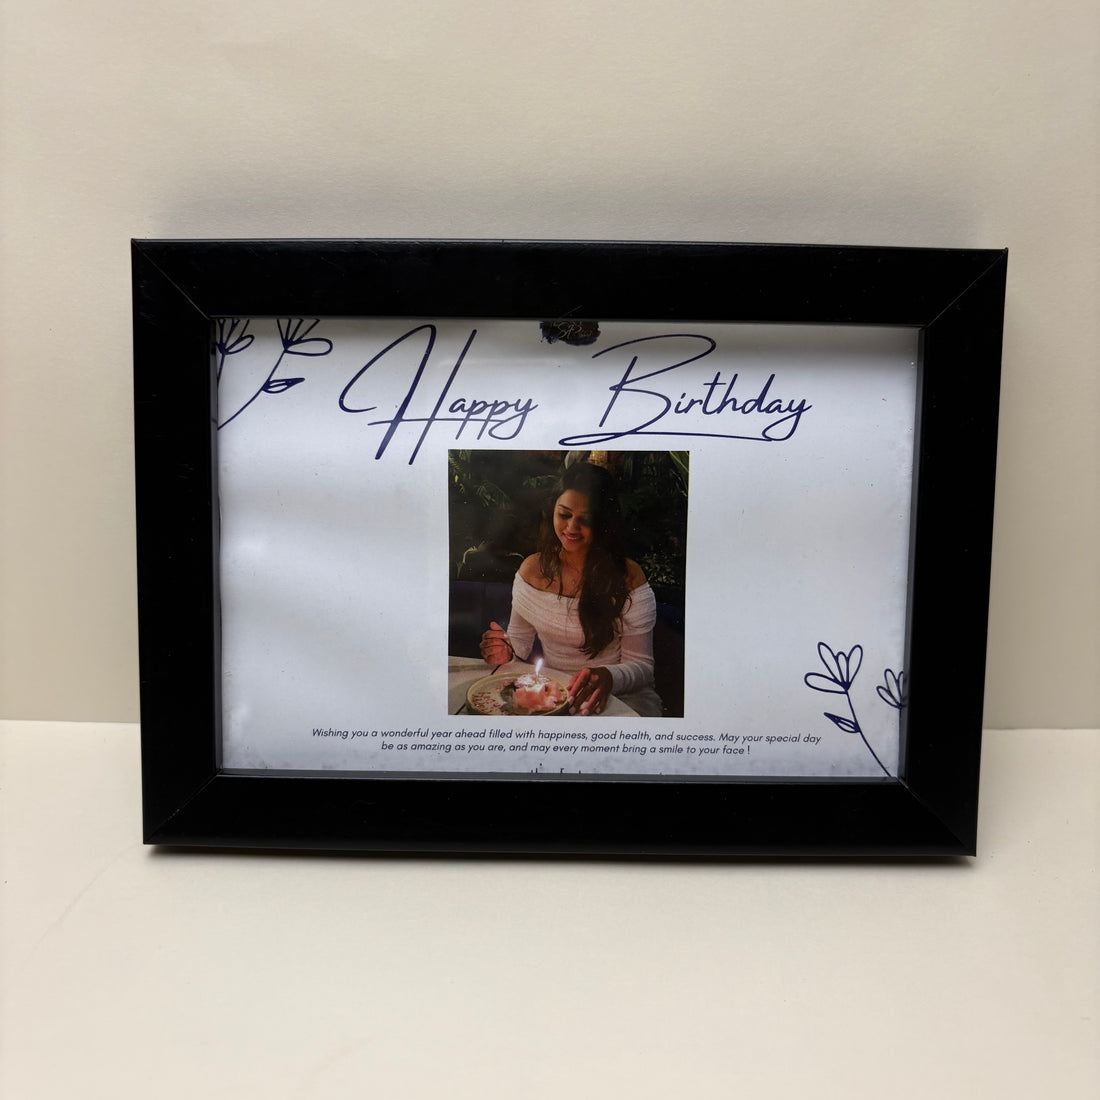 Happy Birthday
Wishing you a wonderful year ahead filled with happiness, good health, and success. May your special day
be as amazing as you are, and may every moment bring a smile to your face !